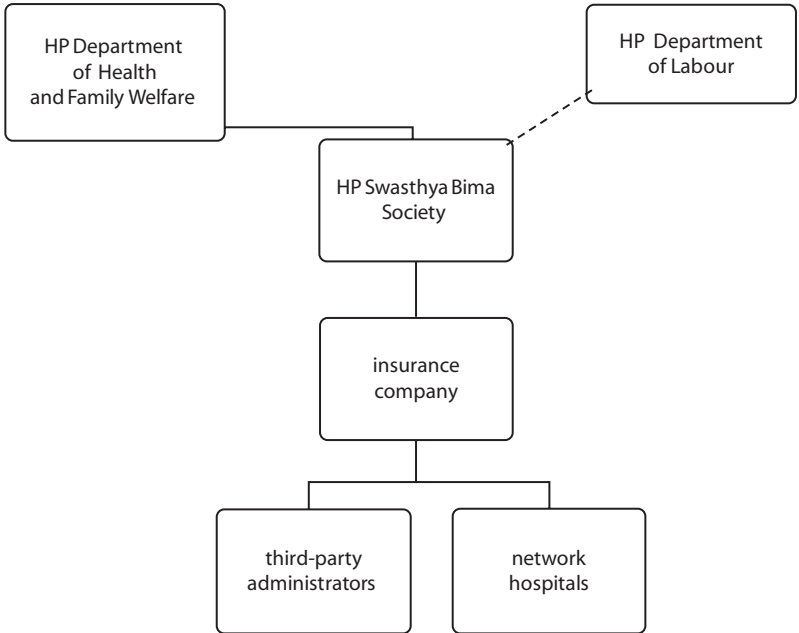 HP Department
of Health
and Family Welfare
HP Department
of Labour
HP Swasthya Bima
Society
insurance
company
third-party
administrators
network
hospitals